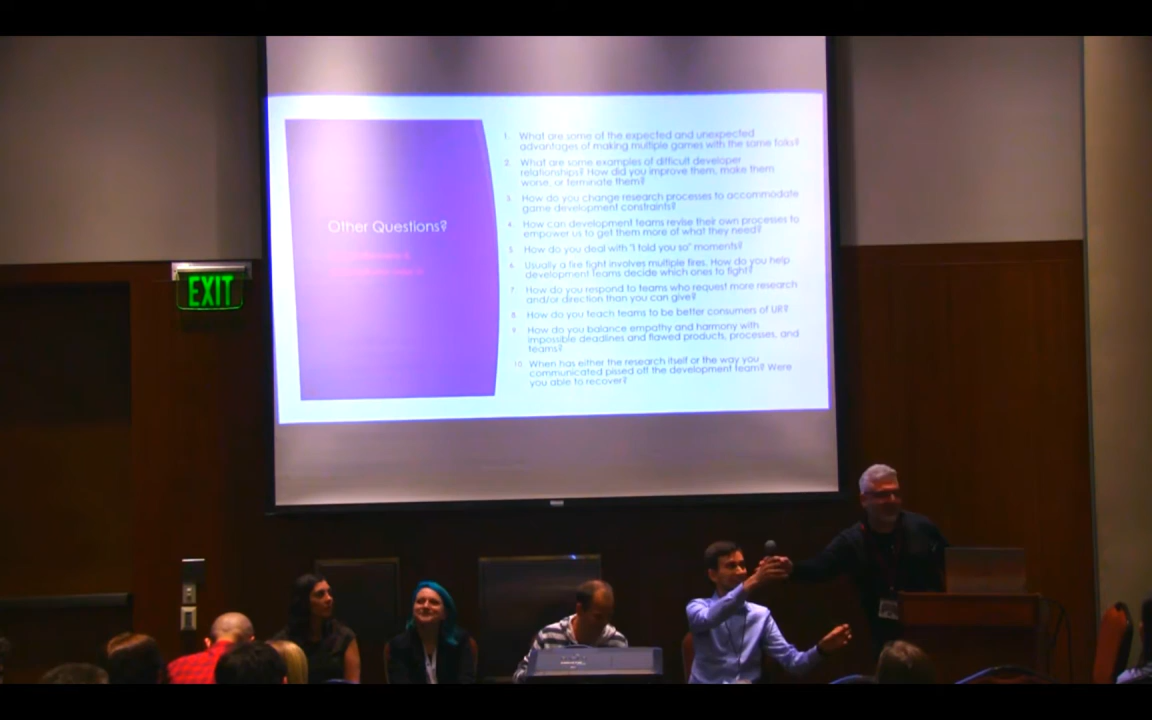 EXIT
Other Questions?
1. What are some of the expected and unexpected
advantages of making multiple games with the same folks?
2. What are some examples of difficult developer
relationships? How did you improve them, make them
worse, or terminate them?
3. How do you change research processes to accommodate
game development constraints?
4. How can development teams revise their own processes to
empower us to get them more of what they need?
5. How do you deal with "I told you so" moments?
6. Usually a fire fight involves multiple fires. How do you help
development teams decide which ones to fight?
7. How do you respond to teams who request more research
and/or direction than you can give?
8. How do you teach teams to be better consumers of UR?
9. How do you balance empathy and harmony with
impossible deadlines and flawed products, processes, and
teams?
10. When has either the research itself or the way you
communicated pissed off the development team? Were
you able to recover?